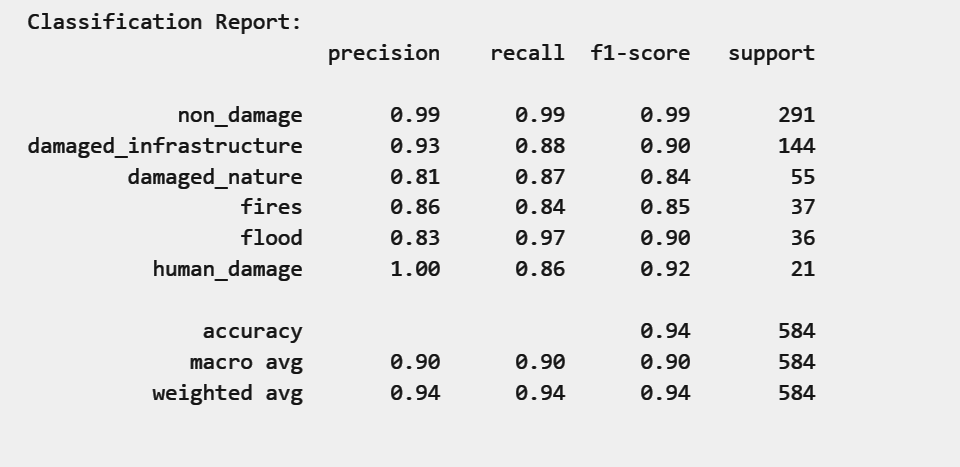 Classification Report:
precision recall f1-score support
non_damage 0.99 0.99 0.99 291
damaged_infrastructure 0.93 0.88 0.90 144
damaged_nature 0.81 0.87 0.84 55
fires 0.86 0.84 0.85 37
flood 0.83 0.97 0.90 36
human_damage 1.00 0.86 0.92 21
accuracy 0.94 584
macro avg 0.90 0.90 0.90 584
weighted avg 0.94 0.94 0.94 584